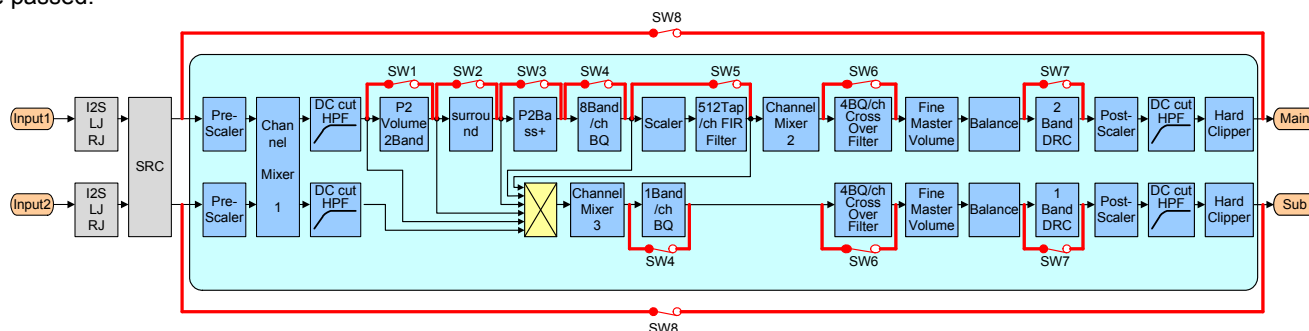 e passed.
SW8
SW1
SW2
SW3
SW4
SW5
SW6
SW7
Input1
I2S
LJ
RJ
SRC
Pre-
Scaler
Chan
nel
Mixer
1
DC cut
HPF
P2
Volume
2Band
surrou
nd
P2Ba
ss+
8Band
/ch
BQ
Scaler
512Tap
/ch FIR
Filter
Channel
Mixer
2
4BQ/ch
Cross
Over
Filter
Fine
Master
Volume
Balance
2
Band
DRC
Post-
Scaler
DC cut
HPF
Hard
Clipper
Main
Input2
I2S
LJ
RJ
Pre-
Scaler
DC cut
HPF
Channel
Mixer
3
1Band
/ch
BQ
4BQ/ch
Cross
Over
Filter
Fine
Master
Volume
Balance
1
Band
DRC
Post-
Scaler
DC cut
HPF
Hard
Clipper
Sub
SW4
SW6
SW7
SW8